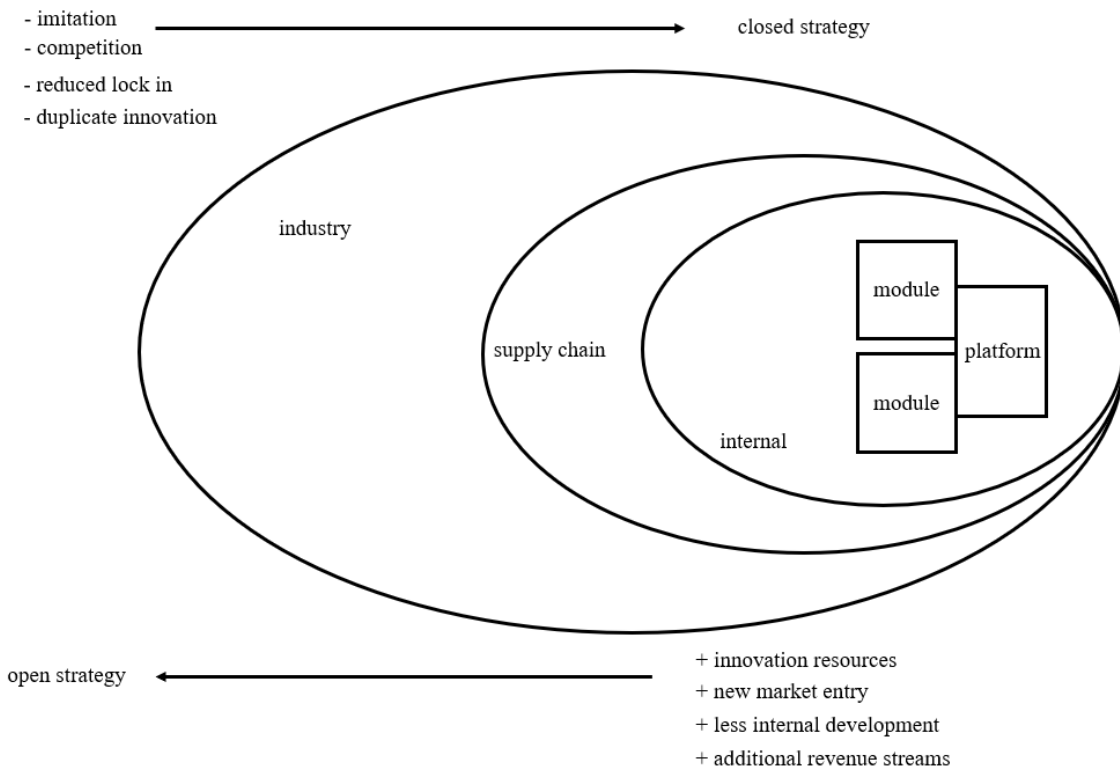 - imitation
- competition
- reduced lock in
- duplicate innovation
closed strategy
industry
supply chain
internal
module
module
platform
open strategy
+ innovation resources
+ new market entry
+ less internal development
+ additional revenue streams